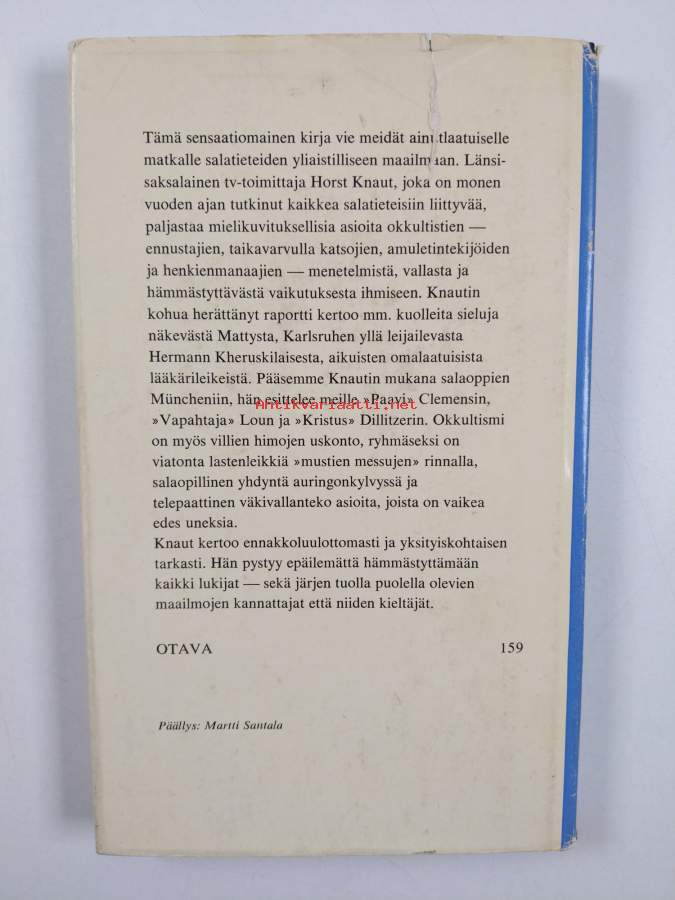 Tämä sensaatiomainen kirja vie meidät ainutlaatuiselle
matkalle salatieteiden yliaistilliseen maailmaan. Länsi-
saksalainen tv-toimittaja Horst Knaut, joka on monen
vuoden ajan tutkinut kaikkea salatieteisiin liittyvää,
paljastaa mielikuvituksellisia asioita okkultistien —
ennustajien, taikavarvulla katsojien, amuletintekijöiden
ja henkienmanaajien — menetelmistä, vallasta ja
hämmästyttävästä vaikutuksesta ihmiseen. Knautin
kohua herättänyt raportti kertoo mm. kuolleita sieluja
näkevästä Mattysta, Karlsruhen yllä leijailevasta
Hermann Kheruskilaisesta, aikuisten omalaatuisista
lääkärileikeistä. Pääsemme Knautin mukana salaoppien
Müncheniin, hän esittelee meille »Paavi» Clemensin,
Antikvariaatti.net
»Vapahtaja» Loun ja »Kristus» Dillitzerin. Okkultismi
on myös villien himojen uskonto, ryhmäseksi on
viatonta lastenleikkiä »mustien messujen» rinnalla,
salaopillinen yhdyntä auringonkylvyssä ja
telepaattinen väkivallanteko asioita, joista on vaikea
edes uneksia.
Knaut kertoo ennakkoluulottomasti ja yksityiskohtaisen
tarkasti. Hän pystyy epäilemättä hämmästyttämään
kaikki lukijat — sekä järjen tuolla puolella olevien
maailmojen kannattajat että niiden kieltäjät.
OTAVA 159
Päällys: Martti Santala